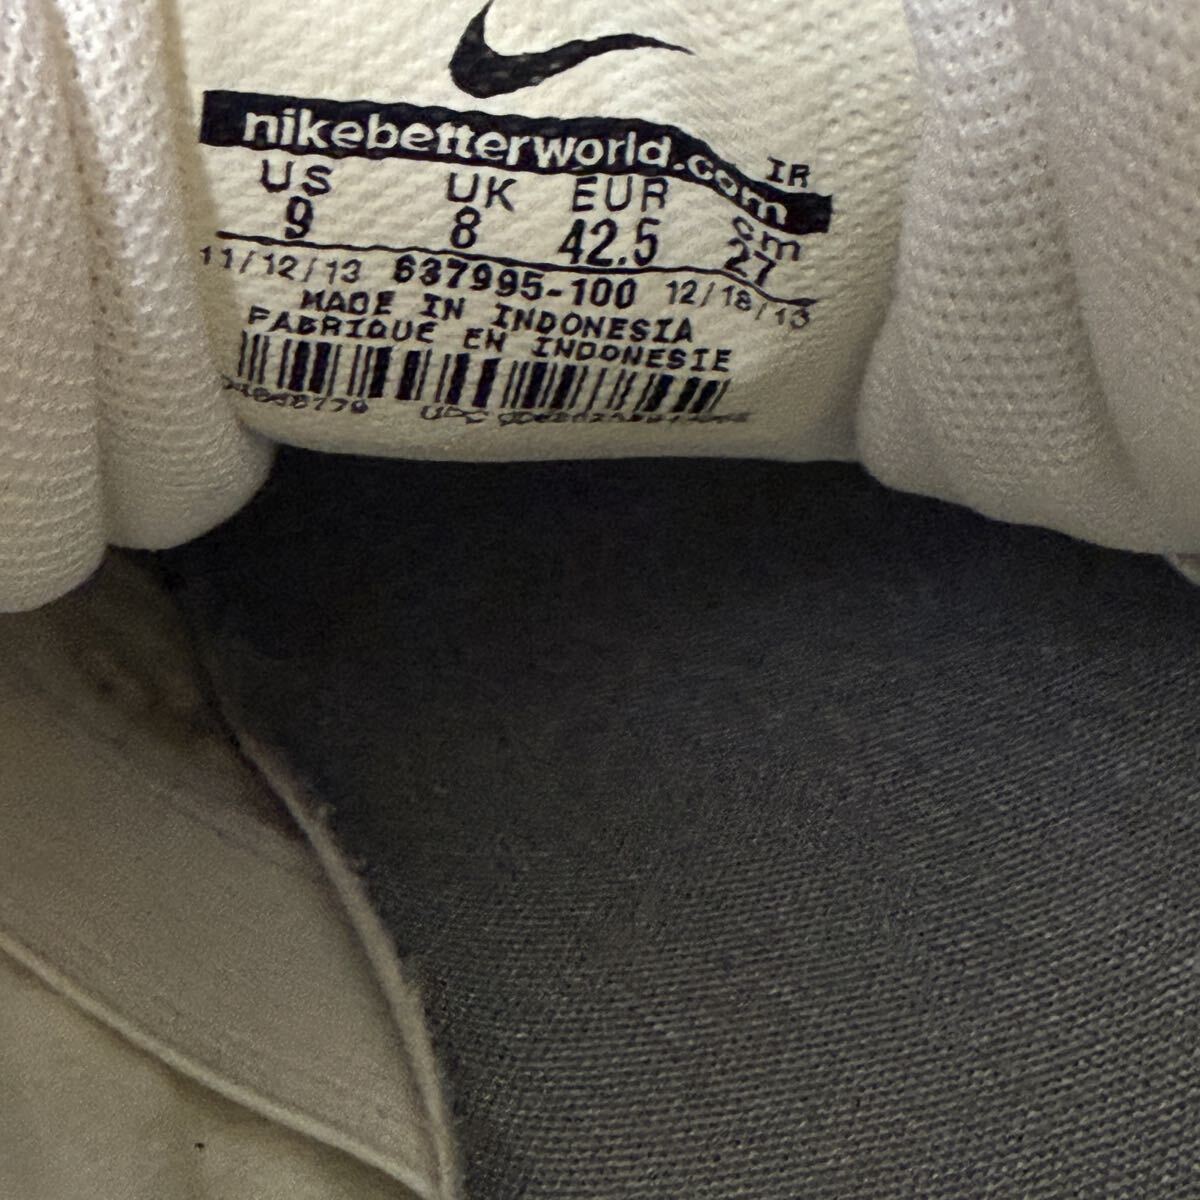 nikebetterworld.com
IR
US UK EUR cm
9 8 42.5 27
11/12/13 637995-100 12/18/13
MADE IN INDONESIA
FABRIQUE EN INDONESIE
UPC